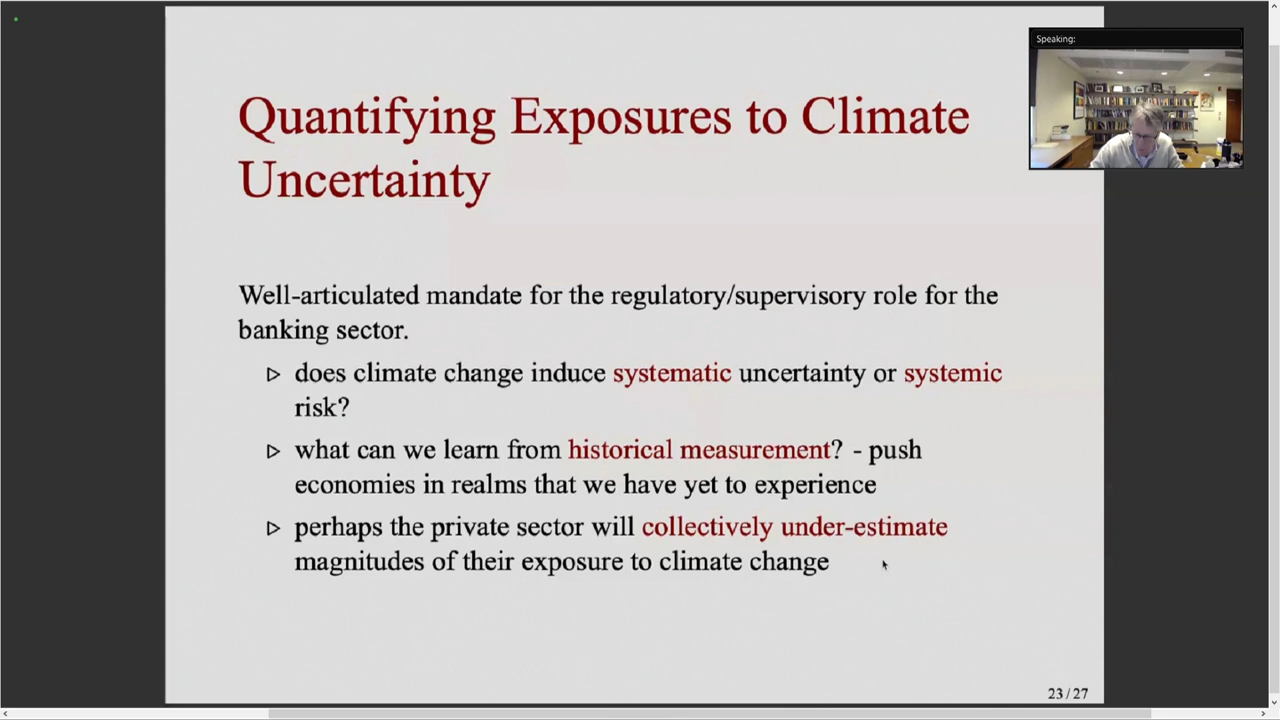 Speaking:
Quantifying Exposures to Climate
Uncertainty
Well-articulated mandate for the regulatory/supervisory role for the
banking sector.
▷ does climate change induce systematic uncertainty or systemic
risk?
▷ what can we learn from historical measurement? - push
economies in realms that we have yet to experience
▷ perhaps the private sector will collectively under-estimate
magnitudes of their exposure to climate change
23/27